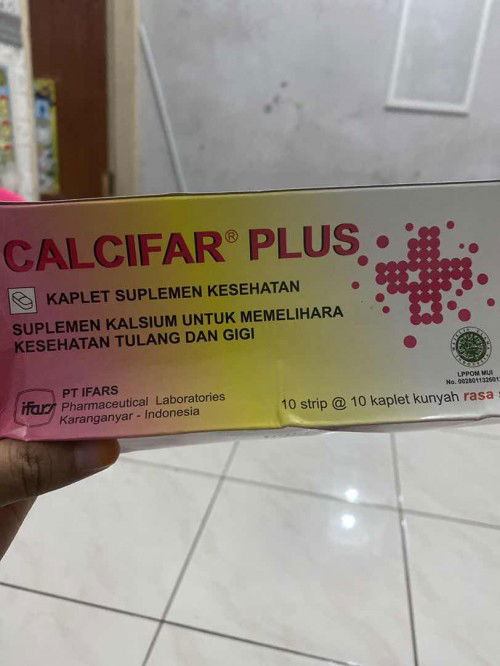 CALCIFAR® PLUS
KAPLET SUPLEMEN KESEHATAN
SUPLEMEN KALSIUM UNTUK MEMELIHARA
KESEHATAN TULANG DAN GIGI
ifars
PT IFARS
Pharmaceutical Laboratories
Karanganyar - Indonesia
LPPOM MUI
10 strip @ 10 kaplet kunyah rasa